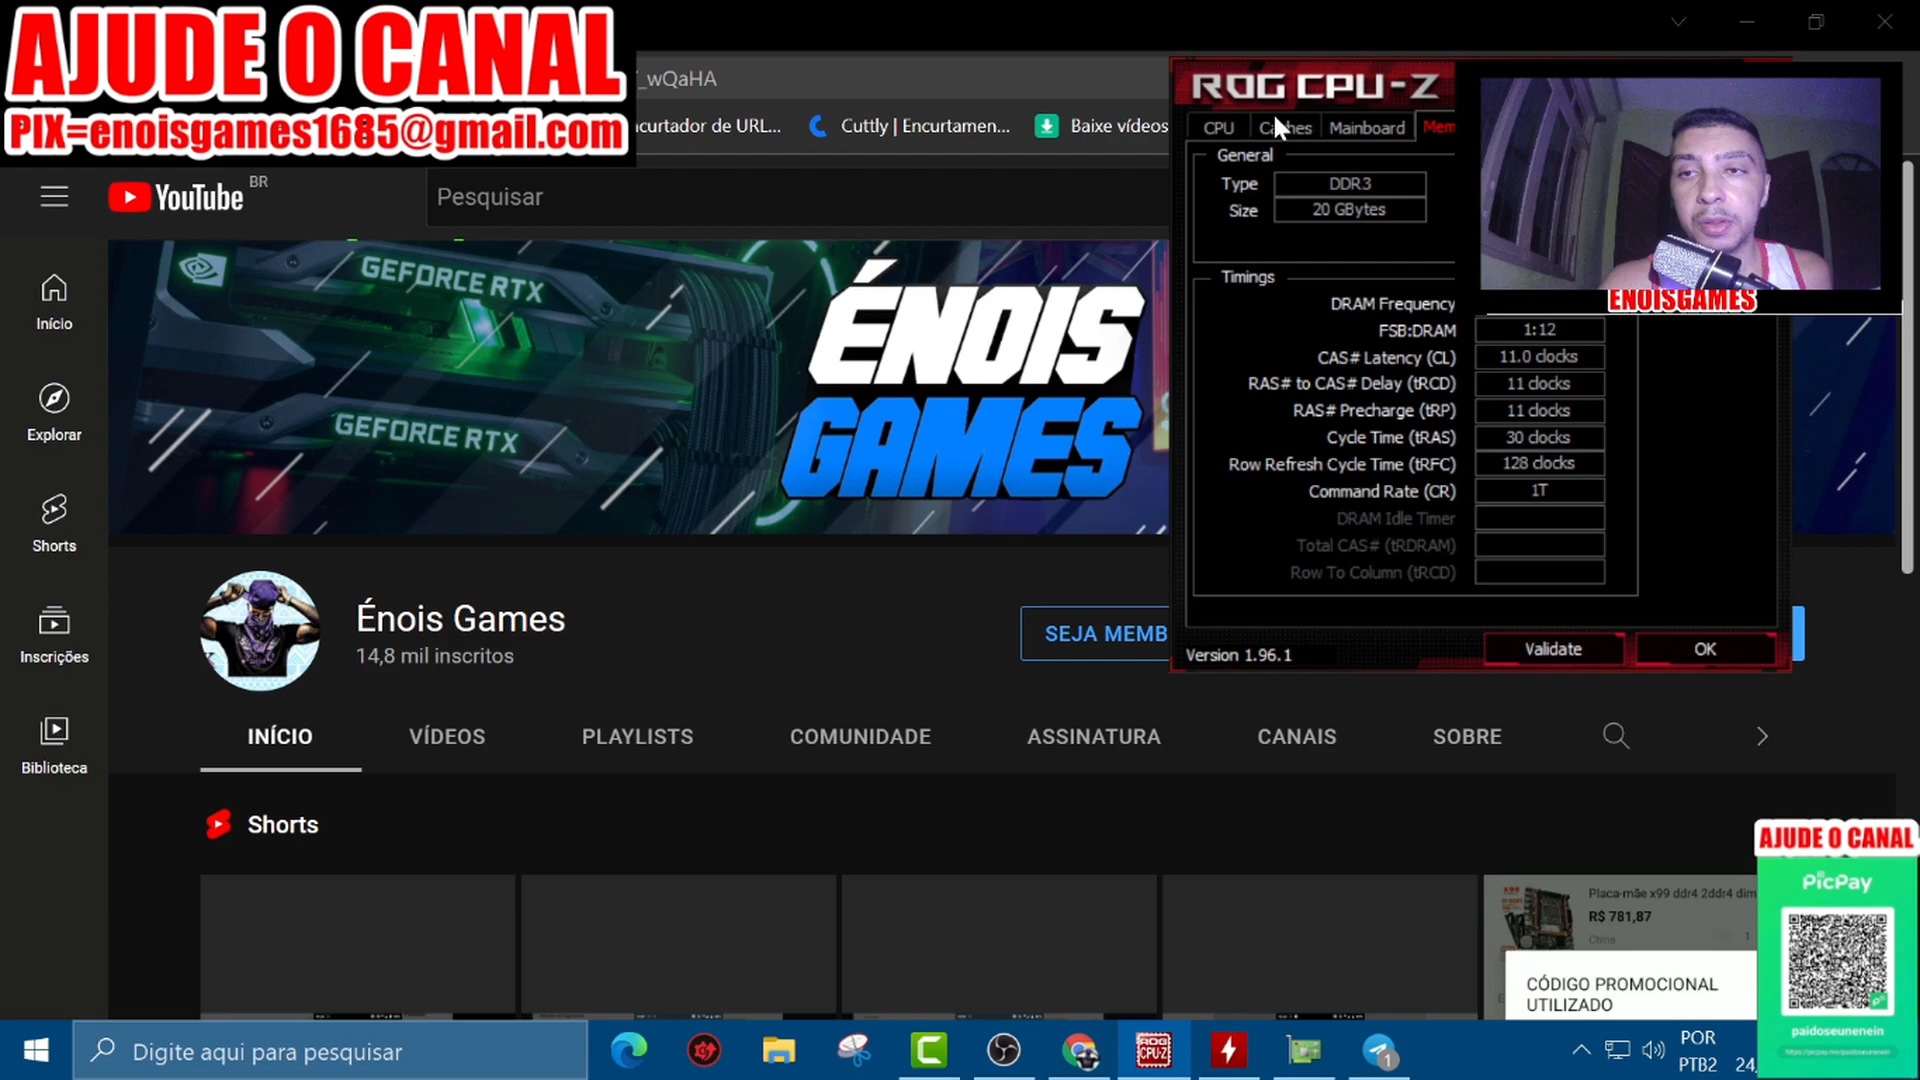 AJUDE O CANAL
PIX=enoisgames1685@gmail.com
_wQaHA
curtador de URL...
Cuttly | Encurtamen...
Baixe vídeos
ROG CPU-Z
CPU
Caches
Mainboard
Mem
General
Type
DDR3
Size
20 GBytes
Timings
DRAM Frequency
FSB:DRAM
1:12
CAS# Latency (CL)
11.0 clocks
RAS# to CAS# Delay (tRCD)
11 clocks
RAS# Precharge (tRP)
11 clocks
Cycle Time (tRAS)
30 clocks
Row Refresh Cycle Time (tRFC)
128 clocks
Command Rate (CR)
1T
DRAM Idle Timer
Total CAS# (tRDRAM)
Row To Column (tRCD)
Version 1.96.1
Validate
OK
ENOISGAMES
YouTube
BR
Pesquisar
Início
Explorar
Shorts
Inscrições
Biblioteca
GEFORCE RTX
GEFORCE RTX
ÉNOIS
GAMES
Énois Games
14,8 mil inscritos
SEJA MEMB
INÍCIO
VÍDEOS
PLAYLISTS
COMUNIDADE
ASSINATURA
CANAIS
SOBRE
Shorts
Placa-mãe x99 ddr4 2ddr4 dim
R$ 781,87
China
1
CÓDIGO PROMOCIONAL
UTILIZADO
AJUDE O CANAL
PicPay
paidoseunenein
Digite aqui para pesquisar
ROG
CPU-Z
1
POR
PTB2
24,